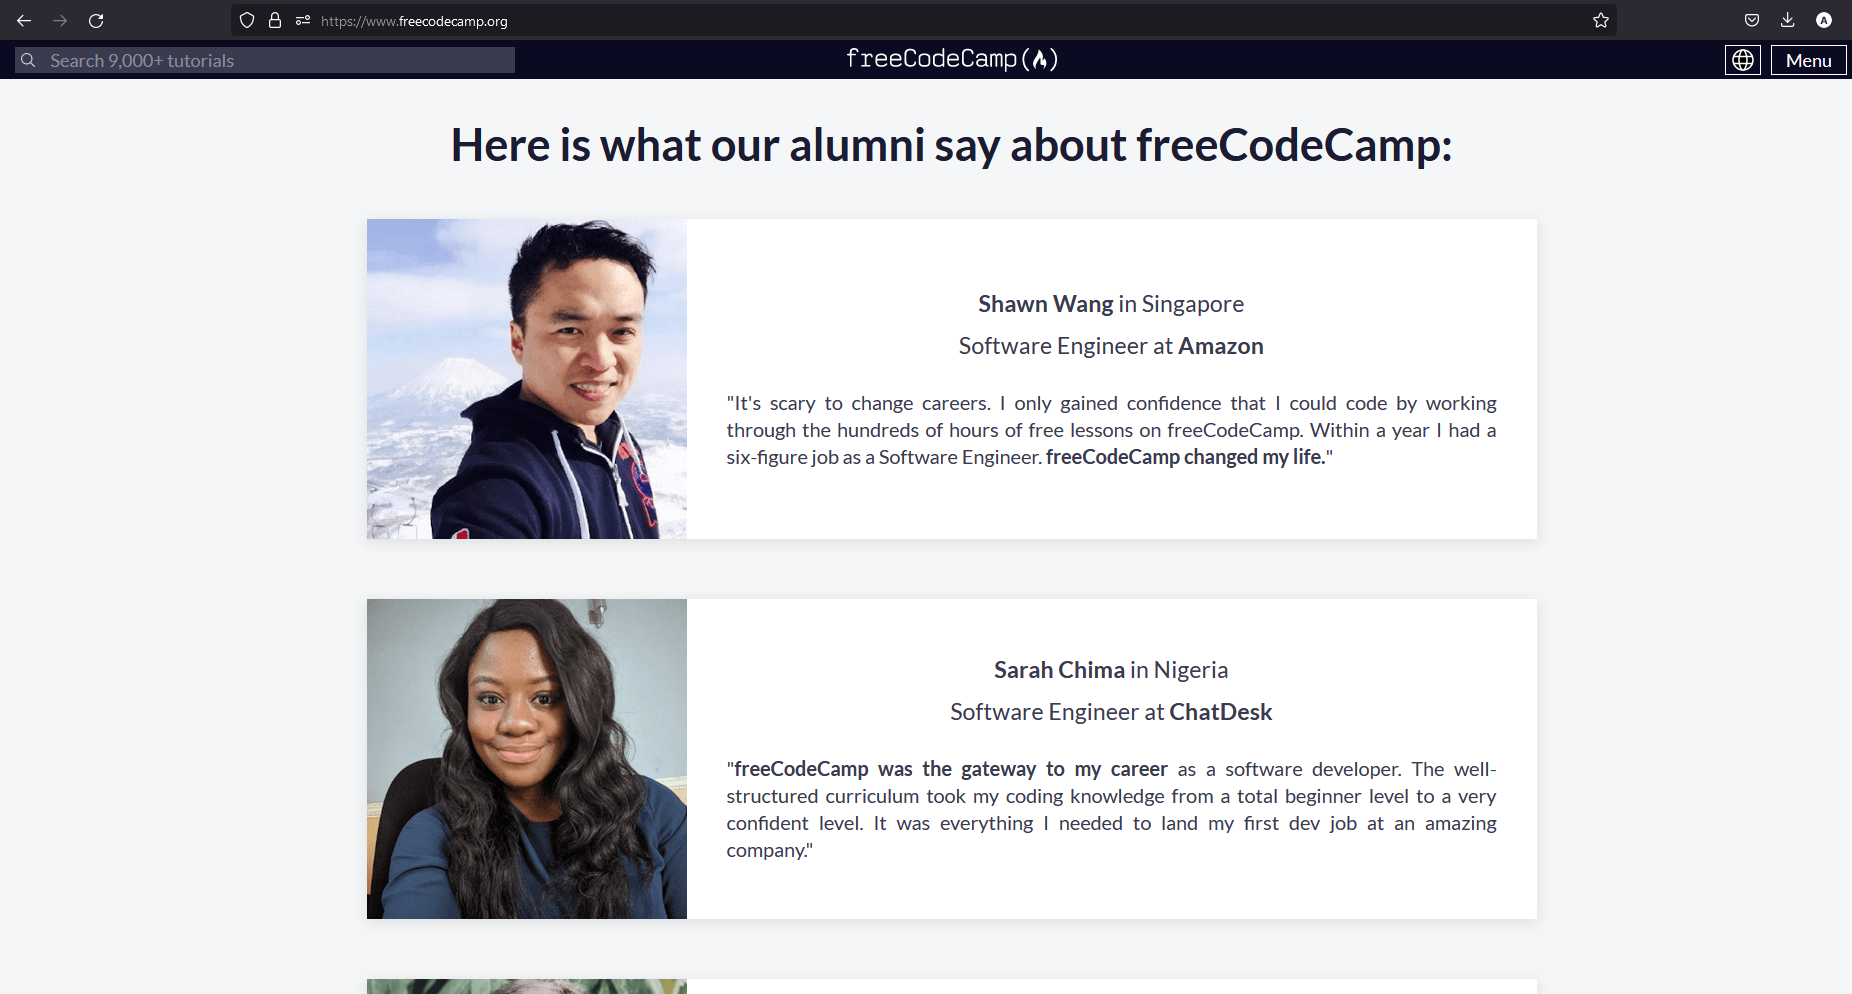 https://www.freecodecamp.org
A
Search 9,000+ tutorials
freeCodeCamp(🔥)
Menu
Here is what our alumni say about freeCodeCamp:
Shawn Wang in Singapore
Software Engineer at Amazon
"It's scary to change careers. I only gained confidence that I could code by working
through the hundreds of hours of free lessons on freeCodeCamp. Within a year I had a
six-figure job as a Software Engineer. freeCodeCamp changed my life."
Sarah Chima in Nigeria
Software Engineer at ChatDesk
"freeCodeCamp was the gateway to my career as a software developer. The well-
structured curriculum took my coding knowledge from a total beginner level to a very
confident level. It was everything I needed to land my first dev job at an amazing
company."